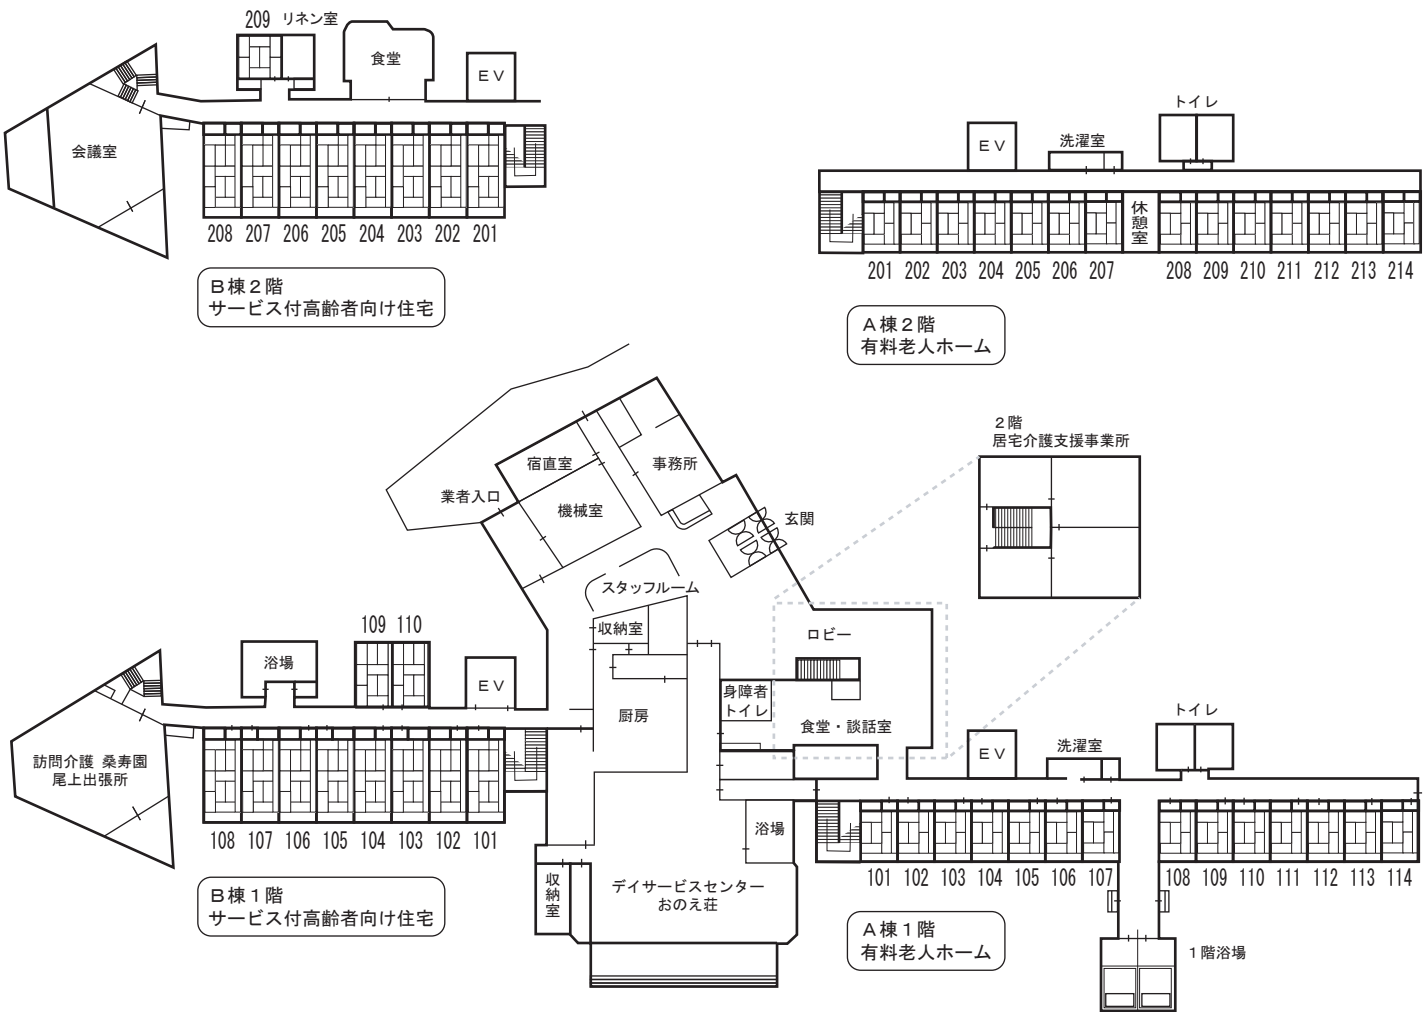 209 リネン室
食堂
EV
会議室
208 207 206 205 204 203 202 201
B棟2階
サービス付高齢者向け住宅
トイレ
EV
洗濯室
休憩室
201 202 203 204 205 206 207 208 209 210 211 212 213 214
A棟2階
有料老人ホーム
2階
居宅介護支援事業所
宿直室
事務所
業者入口
機械室
玄関
スタッフルーム
収納室
ロビー
身障者
トイレ
厨房
食堂・談話室
109 110
浴場
EV
訪問介護 桑寿園
尾上出張所
108 107 106 105 104 103 102 101
B棟1階
サービス付高齢者向け住宅
浴場
収納室
デイサービスセンター
おのえ荘
トイレ
EV
洗濯室
101 102 103 104 105 106 107 108 109 110 111 112 113 114
A棟1階
有料老人ホーム
1階浴場